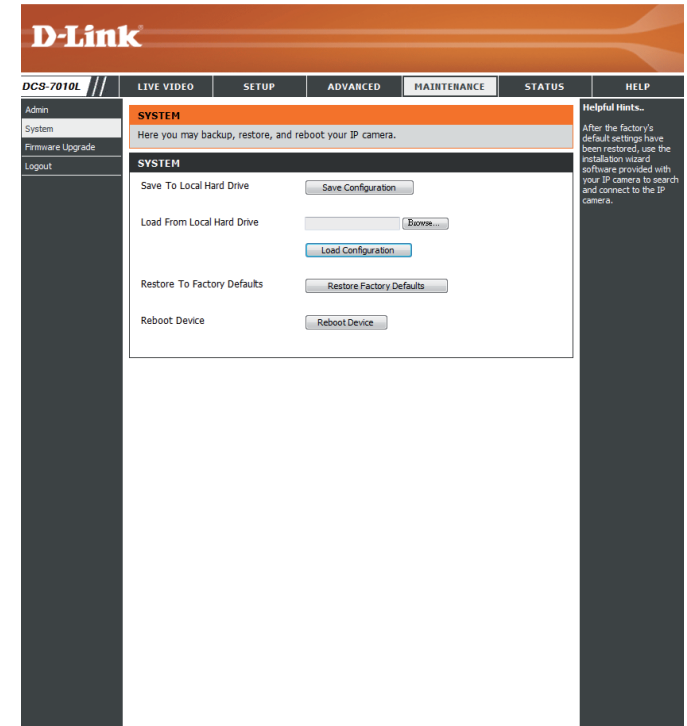 D-Link
DCS-7010L // LIVE VIDEO SETUP ADVANCED MAINTENANCE STATUS HELP
Admin
System
Firmware Upgrade
Logout
SYSTEM
Here you may backup, restore, and reboot your IP camera.
SYSTEM
Save To Local Hard Drive Save Configuration
Load From Local Hard Drive Browse...
Load Configuration
Restore To Factory Defaults Restore Factory Defaults
Reboot Device Reboot Device
Helpful Hints..
After the factory's
default settings have
been restored, use the
installation wizard
software provided with
your IP camera to search
and connect to the IP
camera.